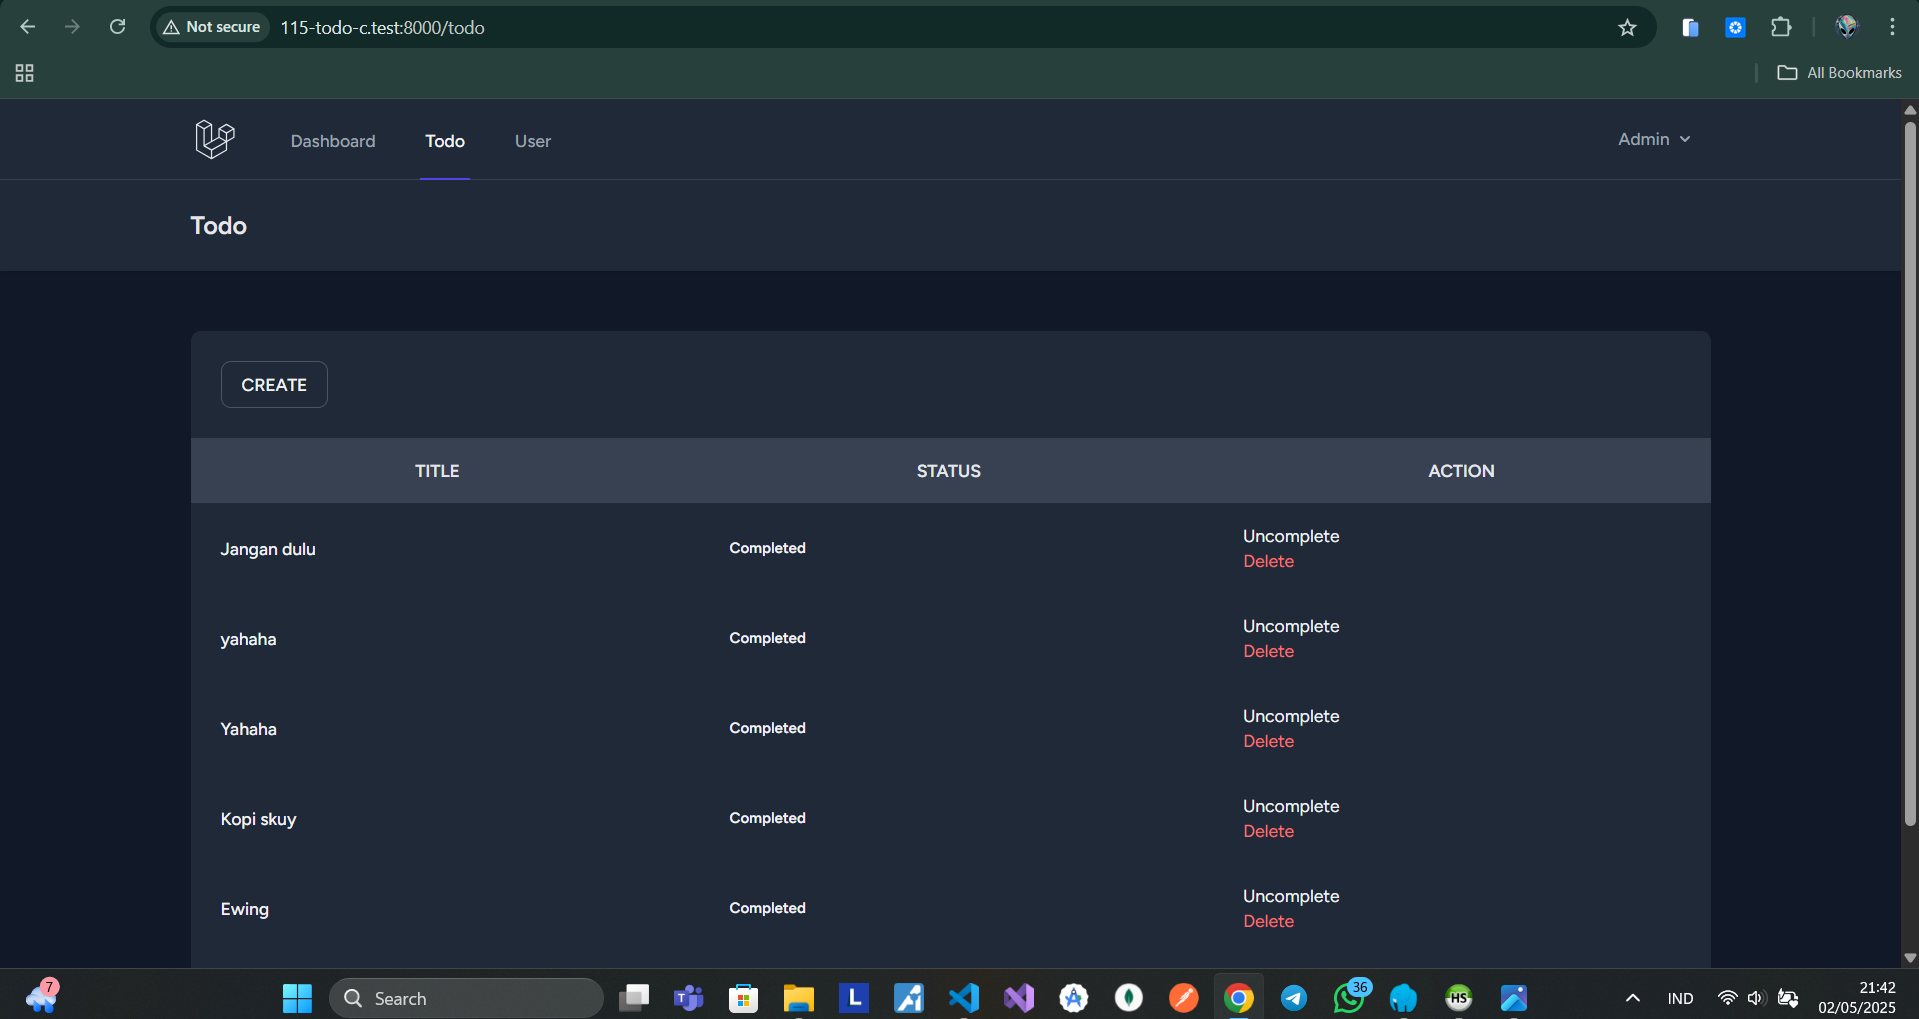 Not secure 115-todo-c.test:8000/todo
All Bookmarks
Dashboard Todo User Admin
Todo
CREATE
TITLE STATUS ACTION
Jangan dulu Completed Uncomplete
Delete
yahaha Completed Uncomplete
Delete
Yahaha Completed Uncomplete
Delete
Kopi skuy Completed Uncomplete
Delete
Ewing Completed Uncomplete
Delete
7 Search T L HS 36 IND 21:42
02/05/2025